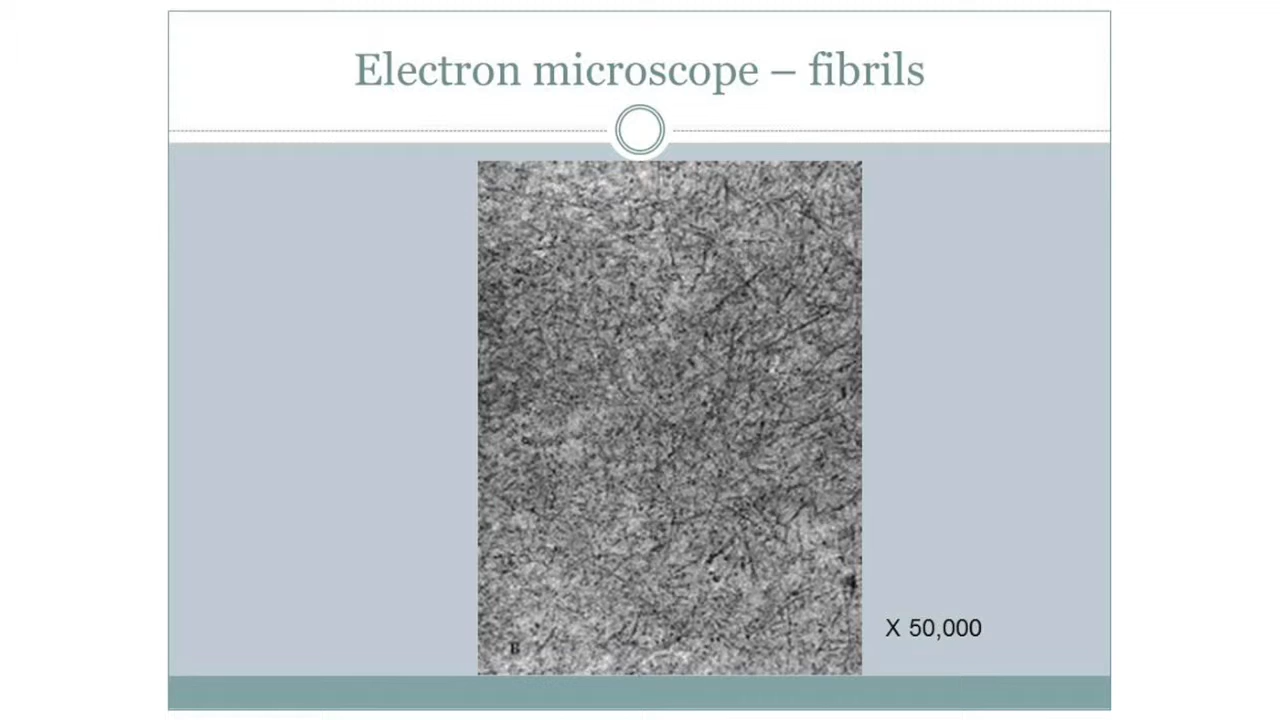 Electron microscope – fibrils
X 50,000
B